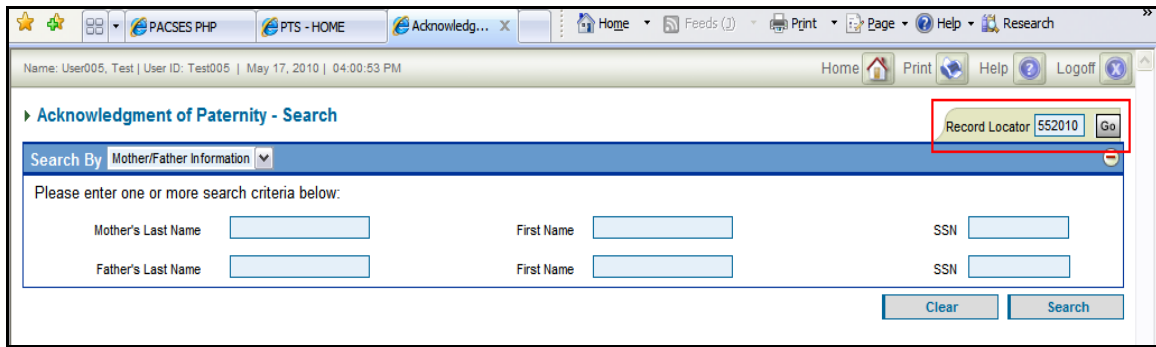 PACSES PHP PTS - HOME Acknowledg... X Home Feeds (J) Print Page Help Research »
Name: User005, Test | User ID: Test005 | May 17, 2010 | 04:00:53 PM Home Print Help Logoff
Acknowledgment of Paternity - Search
Record Locator 552010 Go
Search By Mother/Father Information
Please enter one or more search criteria below:
Mother's Last Name First Name SSN
Father's Last Name First Name SSN
Clear Search